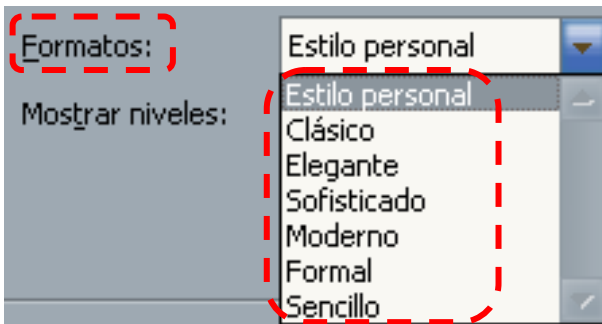 Formatos: Estilo personal
Mostrar niveles:
Estilo personal
Clásico
Elegante
Sofisticado
Moderno
Formal
Sencillo